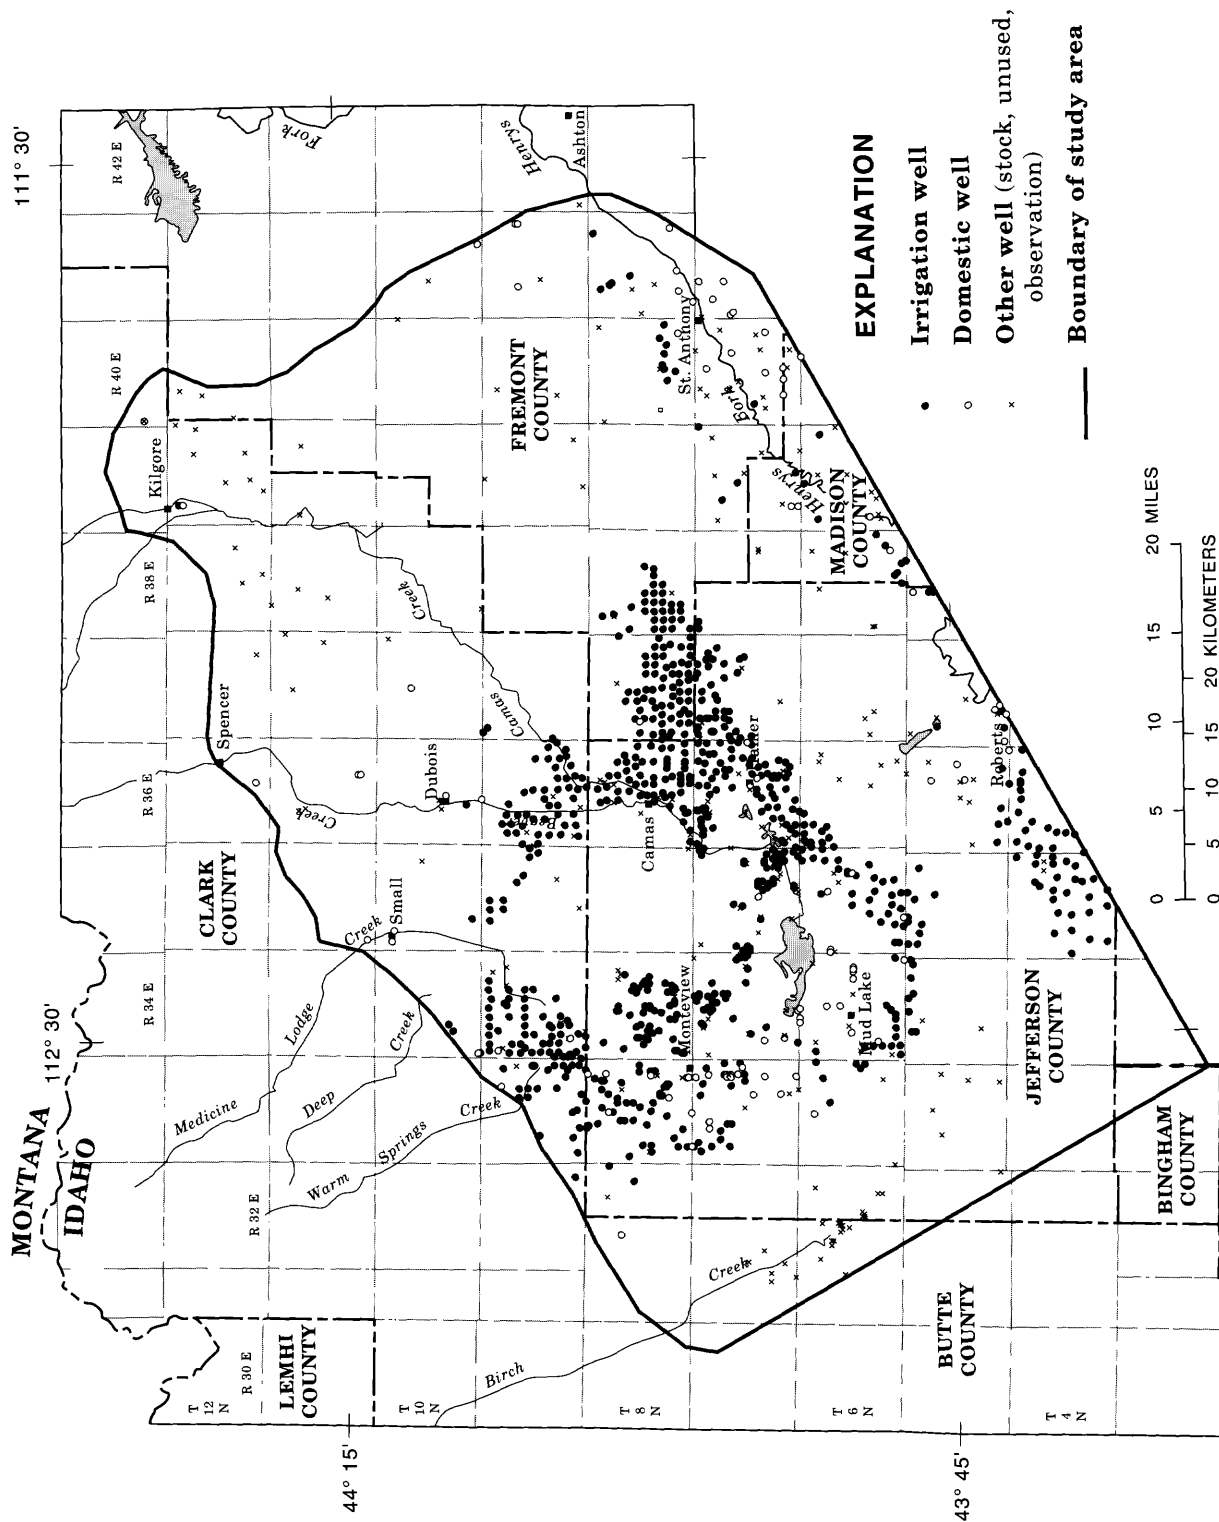 MONTANA
IDAHO
112° 30'
111° 30'
44° 15'
43° 45'
R 30 E
R 32 E
R 34 E
R 36 E
R 38 E
R 40 E
R 42 E
T
12
N
T
10
N
T
8
N
T
6
N
T
4
N
LEMHI
COUNTY
CLARK
COUNTY
FREMONT
COUNTY
MADISON
COUNTY
JEFFERSON
COUNTY
BINGHAM
COUNTY
BUTTE
COUNTY
Medicine
Lodge
Creek
Deep
Creek
Warm
Springs
Creek
Birch
Creek
Beaver
Creek
Camas
Creek
Henrys
Fork
Henrys
Fork
Kilgore
Spencer
Dubois
Small
Camas
Hamer
Monteview
Mud Lake
Roberts
St. Anthony
Ashton
EXPLANATION
Irrigation well
Domestic well
Other well (stock, unused,
observation)
Boundary of study area
0 5 10 15 20 MILES
0 5 10 15 20 KILOMETERS